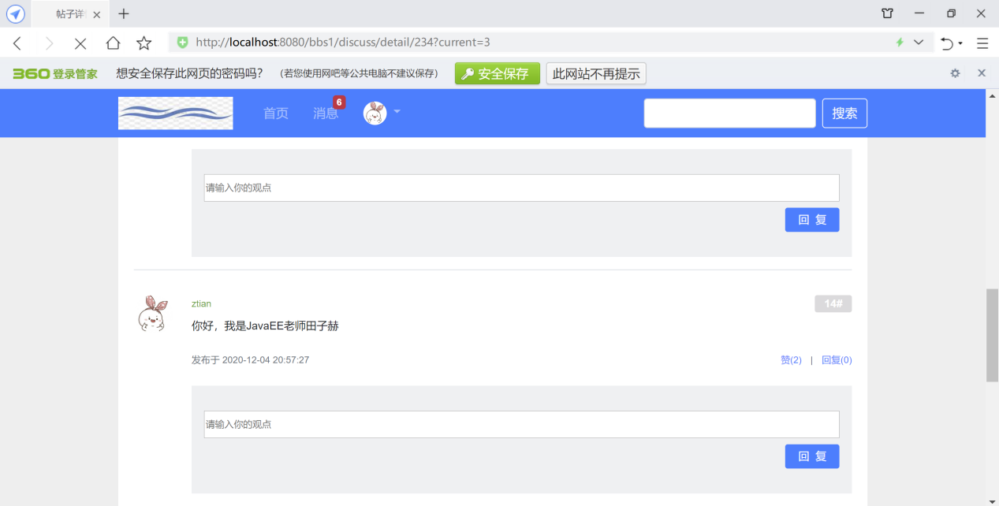 帖子详
http://localhost:8080/bbs1/discuss/detail/234?current=3
360登录管家 想安全保存此网页的密码吗？ （若您使用网吧等公共电脑不建议保存） 安全保存 此网站不再提示
首页 消息 6 搜索
请输入你的观点
回 复
ztian 14#
你好，我是JavaEE老师田子赫
发布于 2020-12-04 20:57:27 赞(2) | 回复(0)
请输入你的观点
回 复